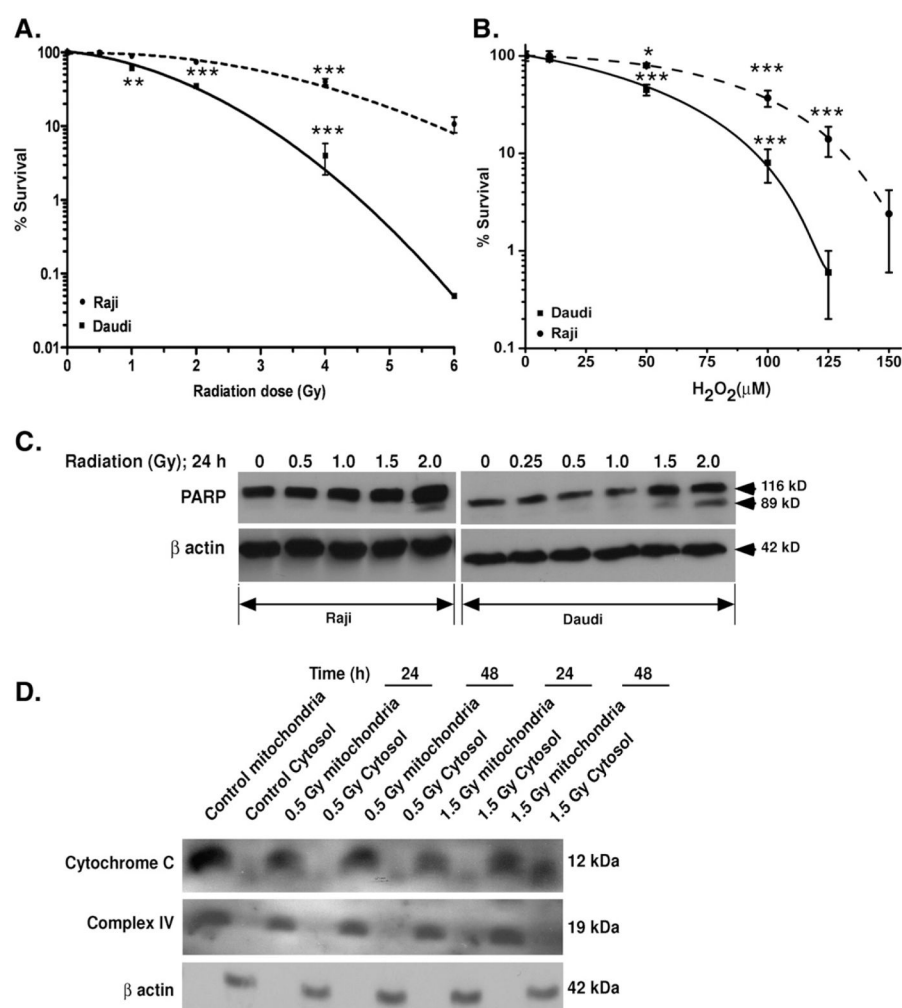 A.
100
10
1
0.1
0.01
% Survival
**
***
***
***
Raji
Daudi
0 1 2 3 4 5 6
Radiation dose (Gy)
B.
100
10
1
0.1
% Survival
*
***
***
***
***
Daudi
Raji
0 25 50 75 100 125 150
H2O2(μM)
C.
Radiation (Gy); 24 h 0 0.5 1.0 1.5 2.0 0 0.25 0.5 1.0 1.5 2.0
PARP 116 kD
89 kD
β actin 42 kD
Raji Daudi
D.
Time (h) 24 48 24 48
Control mitochondria
Control Cytosol
0.5 Gy mitochondria
0.5 Gy Cytosol
0.5 Gy mitochondria
0.5 Gy Cytosol
1.5 Gy mitochondria
1.5 Gy Cytosol
1.5 Gy mitochondria
1.5 Gy Cytosol
Cytochrome C 12 kDa
Complex IV 19 kDa
β actin 42 kDa